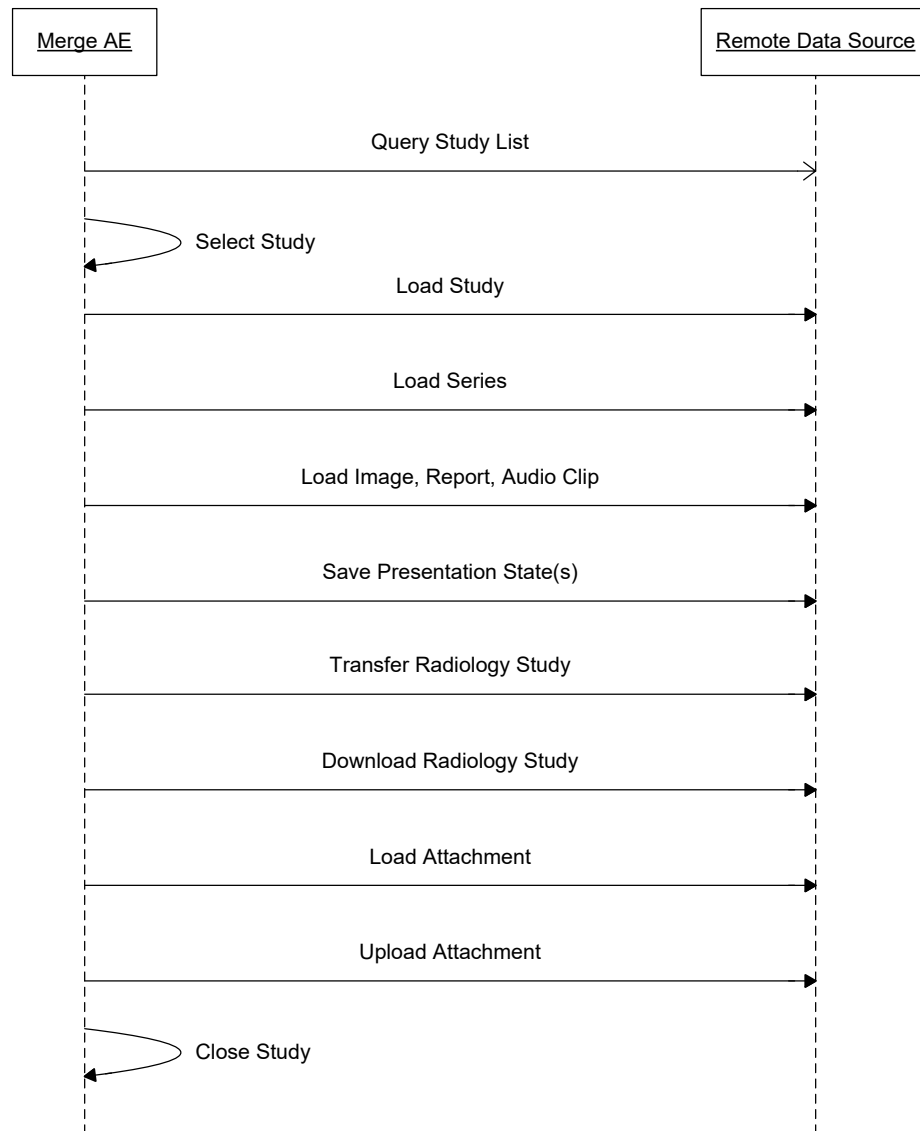 Merge AE
Remote Data Source
Query Study List
Select Study
Load Study
Load Series
Load Image, Report, Audio Clip
Save Presentation State(s)
Transfer Radiology Study
Download Radiology Study
Load Attachment
Upload Attachment
Close Study